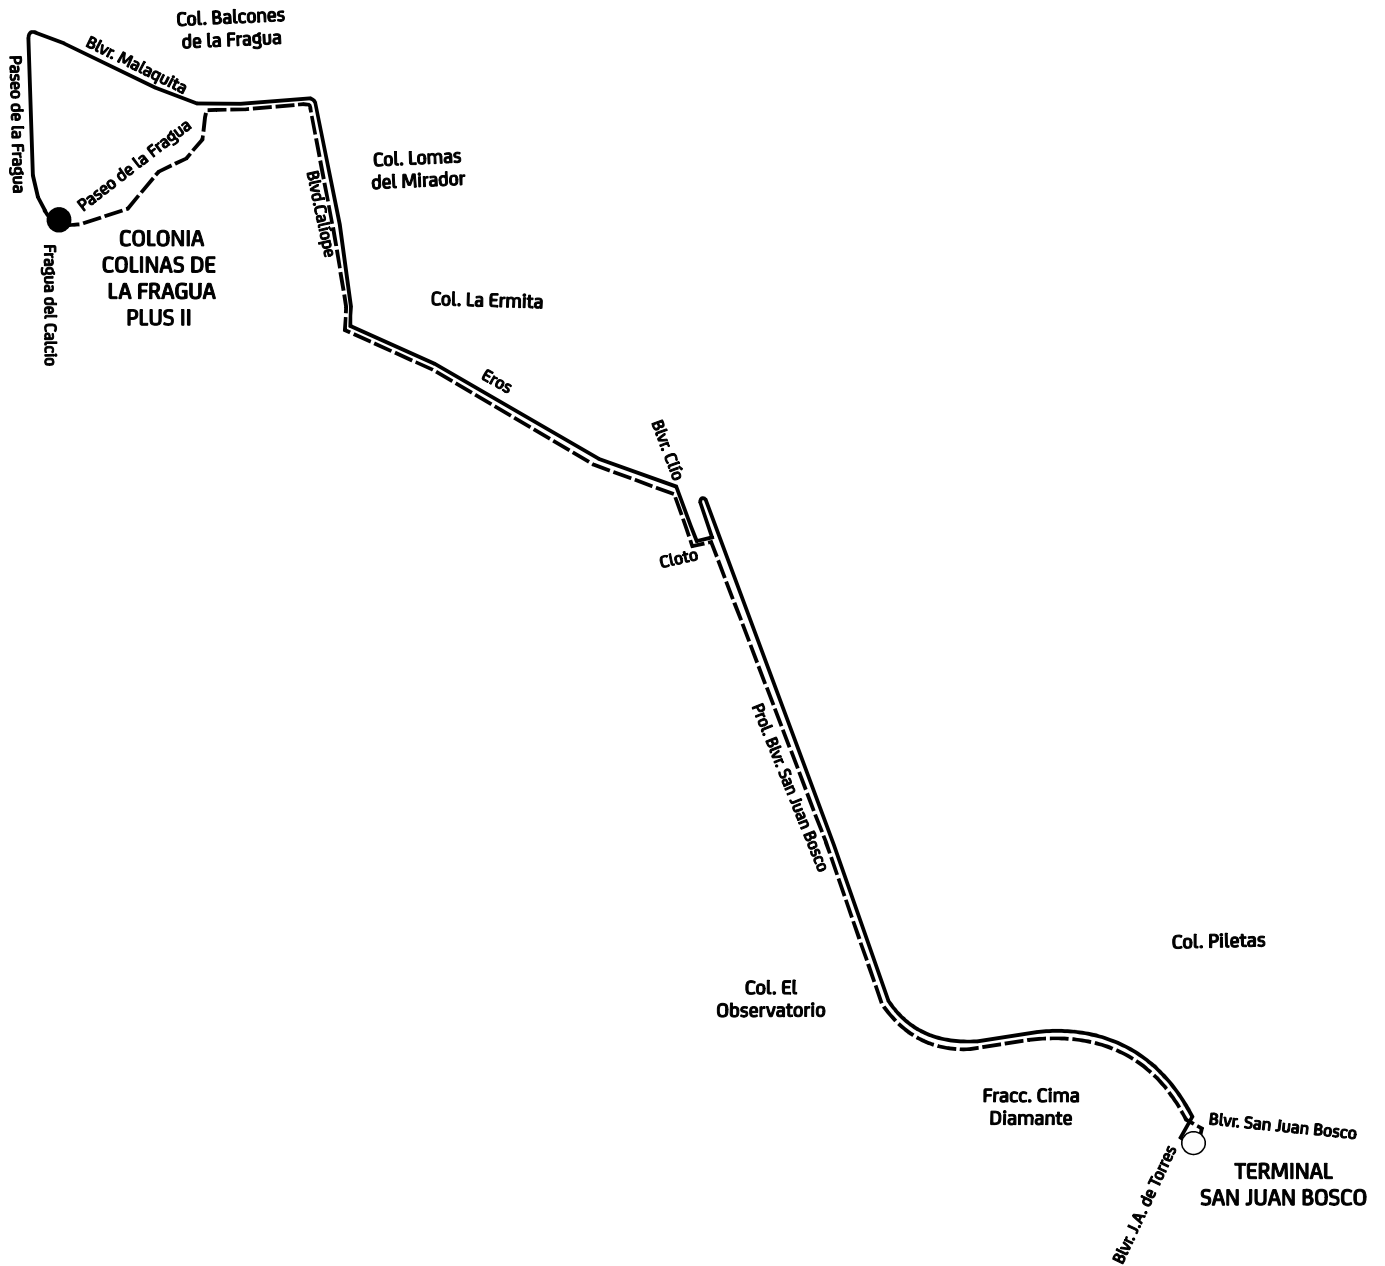 Col. Balcones
de la Fragua
Blvr. Malaquita
Paseo de la Fragua
Paseo de la Fragua
Col. Lomas
del Mirador
Blvd.Calíope
COLONIA
COLINAS DE
LA FRAGUA
PLUS II
Fragua del Calcio
Col. La Ermita
Eros
Blvr. Clío
Cloto
Prol. Blvr. San Juan Bosco
Col. Piletas
Col. El
Observatorio
Fracc. Cima
Diamante
Blvr. San Juan Bosco
Blvr. J.A. de Torres
TERMINAL
SAN JUAN BOSCO